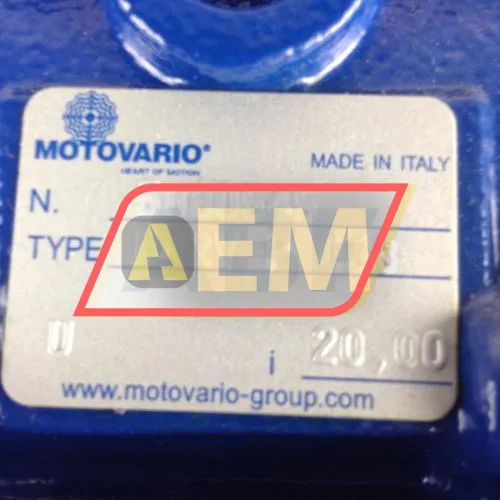 MOTOVARIO®
HEART OF MOTION
MADE IN ITALY
N.
TYPE
AEM
U
i 20,00
www.motovario-group.com